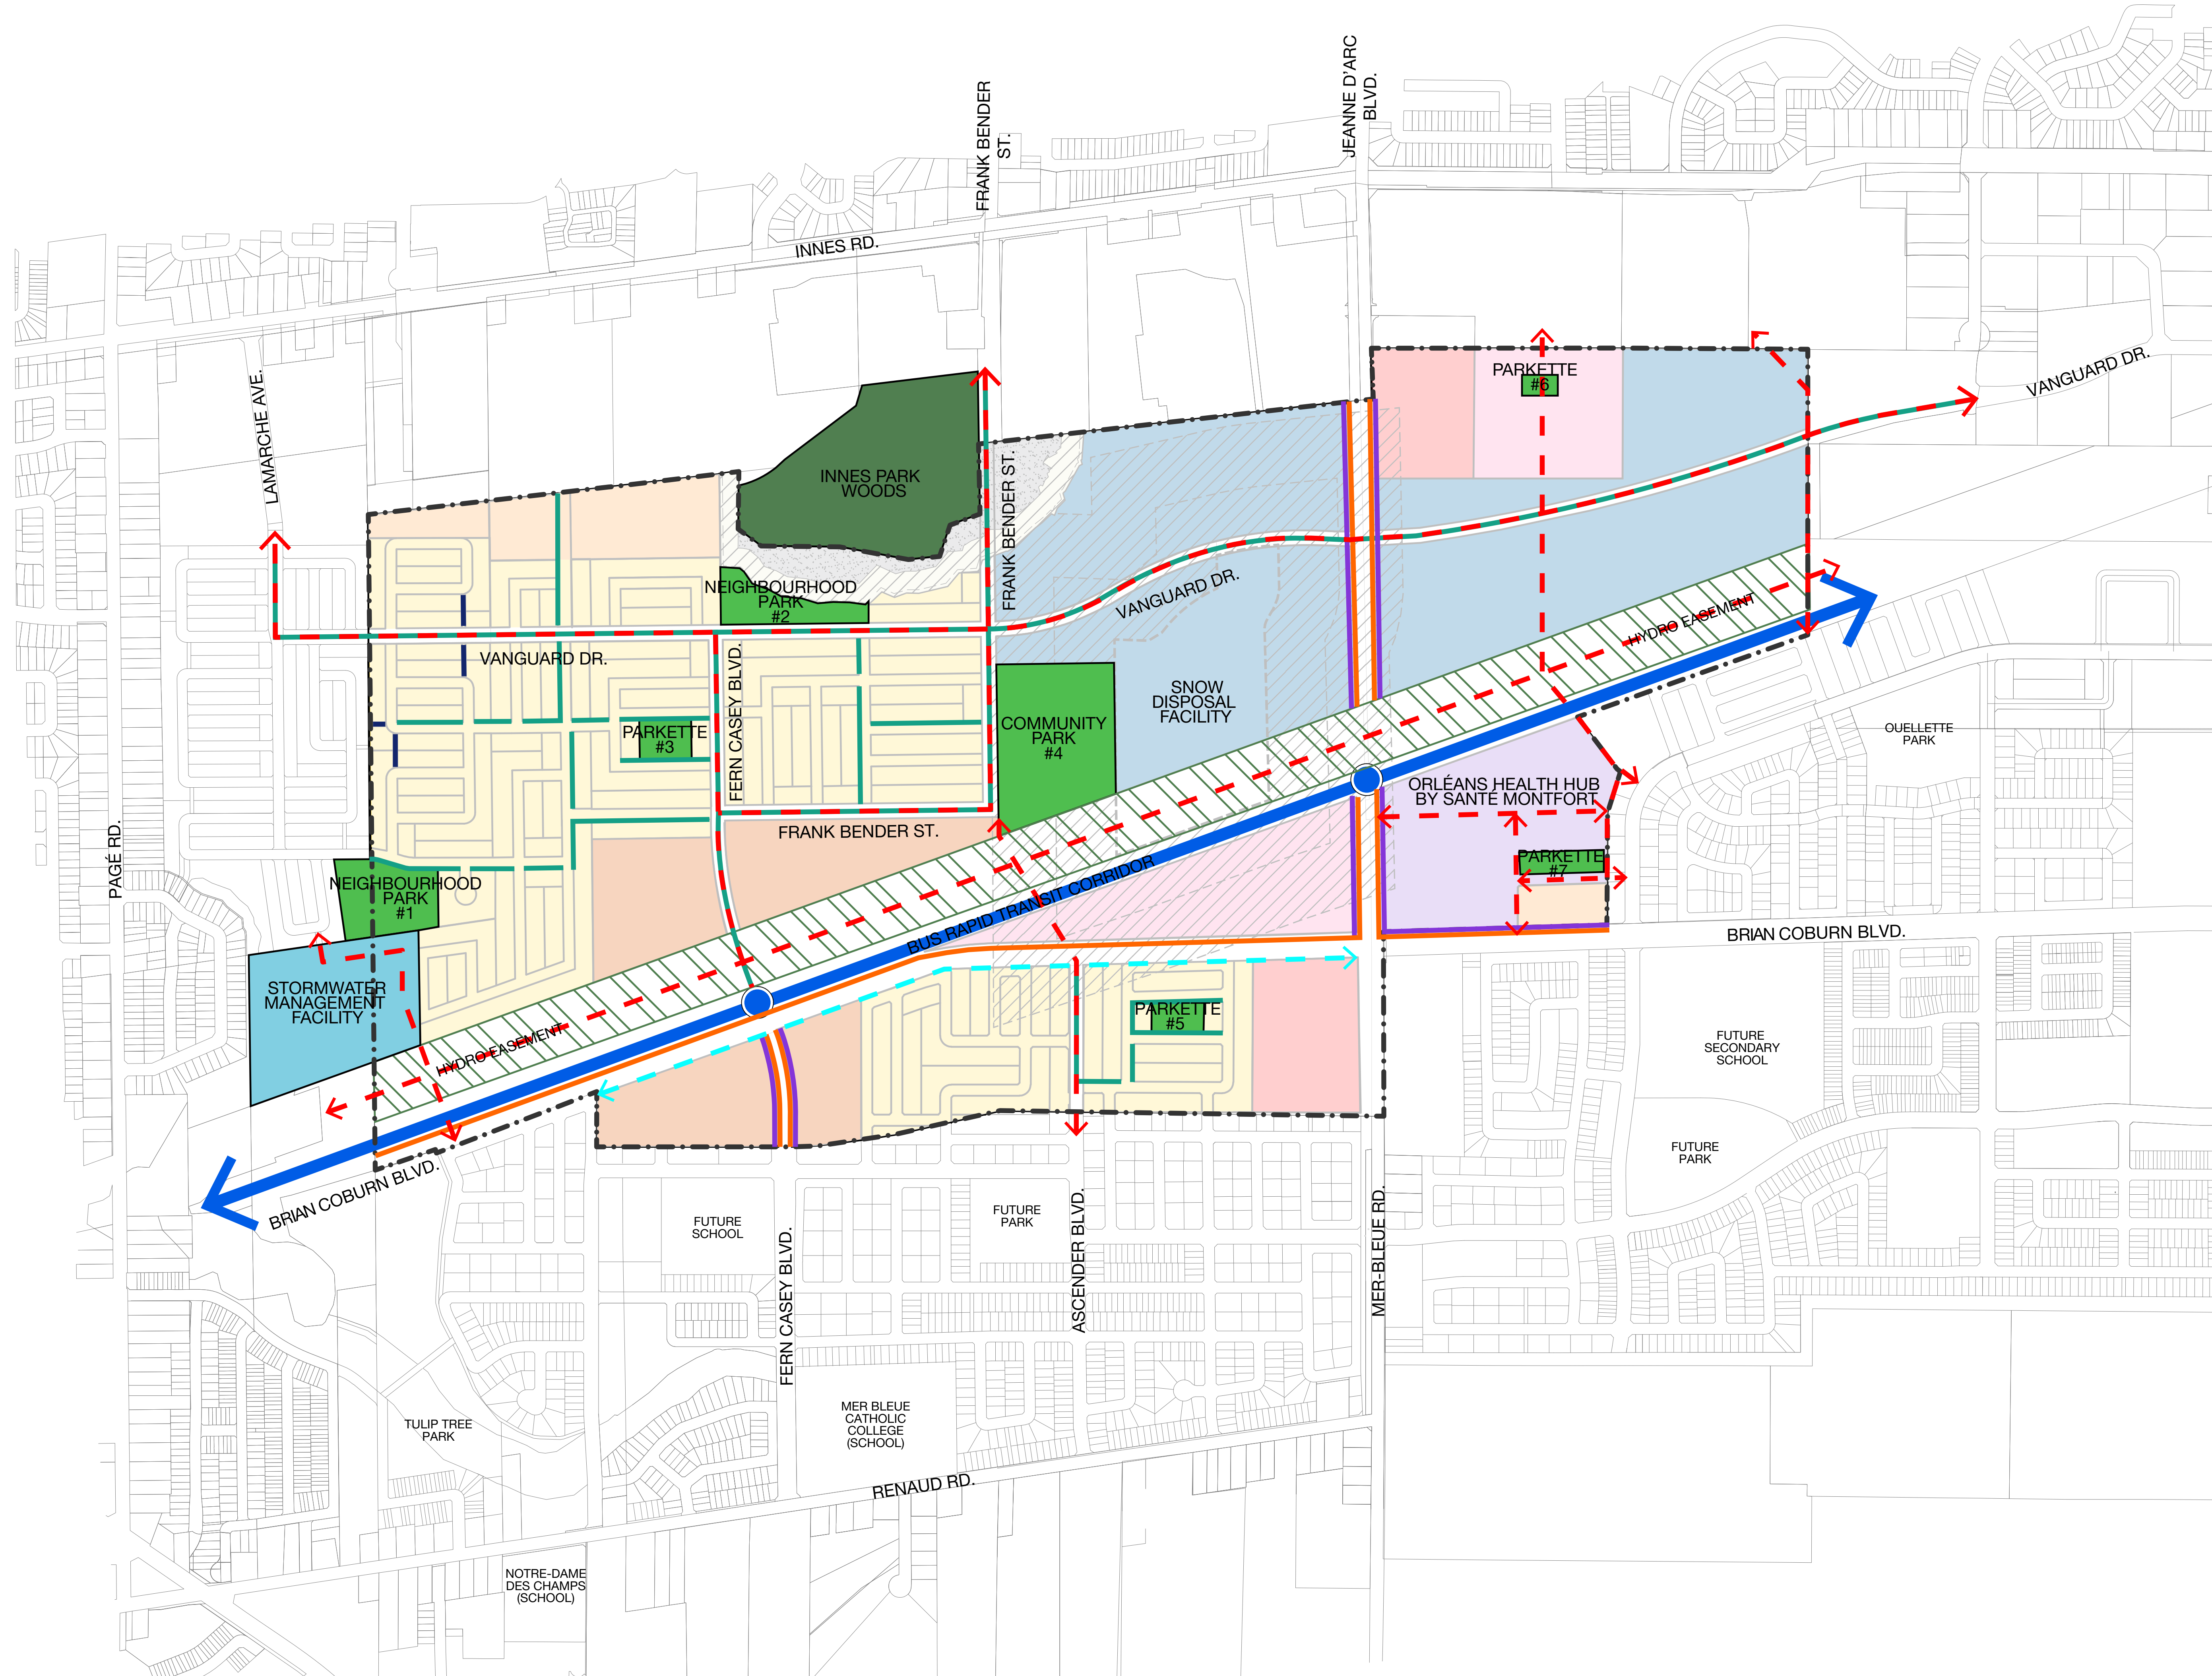 JEANNE D'ARC
BLVD.
FRANK BENDER
ST.
INNES RD.
VANGUARD DR.
LAMARCHE AVE.
PARKETTE
#6
INNES PARK
WOODS
FRANK BENDER ST.
NEIGHBOURHOOD
PARK
#2
VANGUARD DR.
HYDRO EASEMENT
VANGUARD DR.
FERN CASEY BLVD.
SNOW
DISPOSAL
FACILITY
COMMUNITY
PARK
#4
PARKETTE
#3
OUELLETTE
PARK
ORLÉANS HEALTH HUB
BY SANTÉ MONTFORT
FRANK BENDER ST.
PAGÉ RD.
PARKETTE
#7
NEIGHBOURHOOD
PARK
#1
BUS RAPID TRANSIT CORRIDOR
BRIAN COBURN BLVD.
STORMWATER
MANAGEMENT
FACILITY
PARKETTE
#5
HYDRO EASEMENT
FUTURE
SECONDARY
SCHOOL
FUTURE
PARK
BRIAN COBURN BLVD.
FUTURE
SCHOOL
FUTURE
PARK
ASCENDER BLVD.
MER-BLEUE RD.
FERN CASEY BLVD.
TULIP TREE
PARK
MER BLEUE
CATHOLIC
COLLEGE
(SCHOOL)
RENAUD RD.
NOTRE-DAME
DES CHAMPS
(SCHOOL)